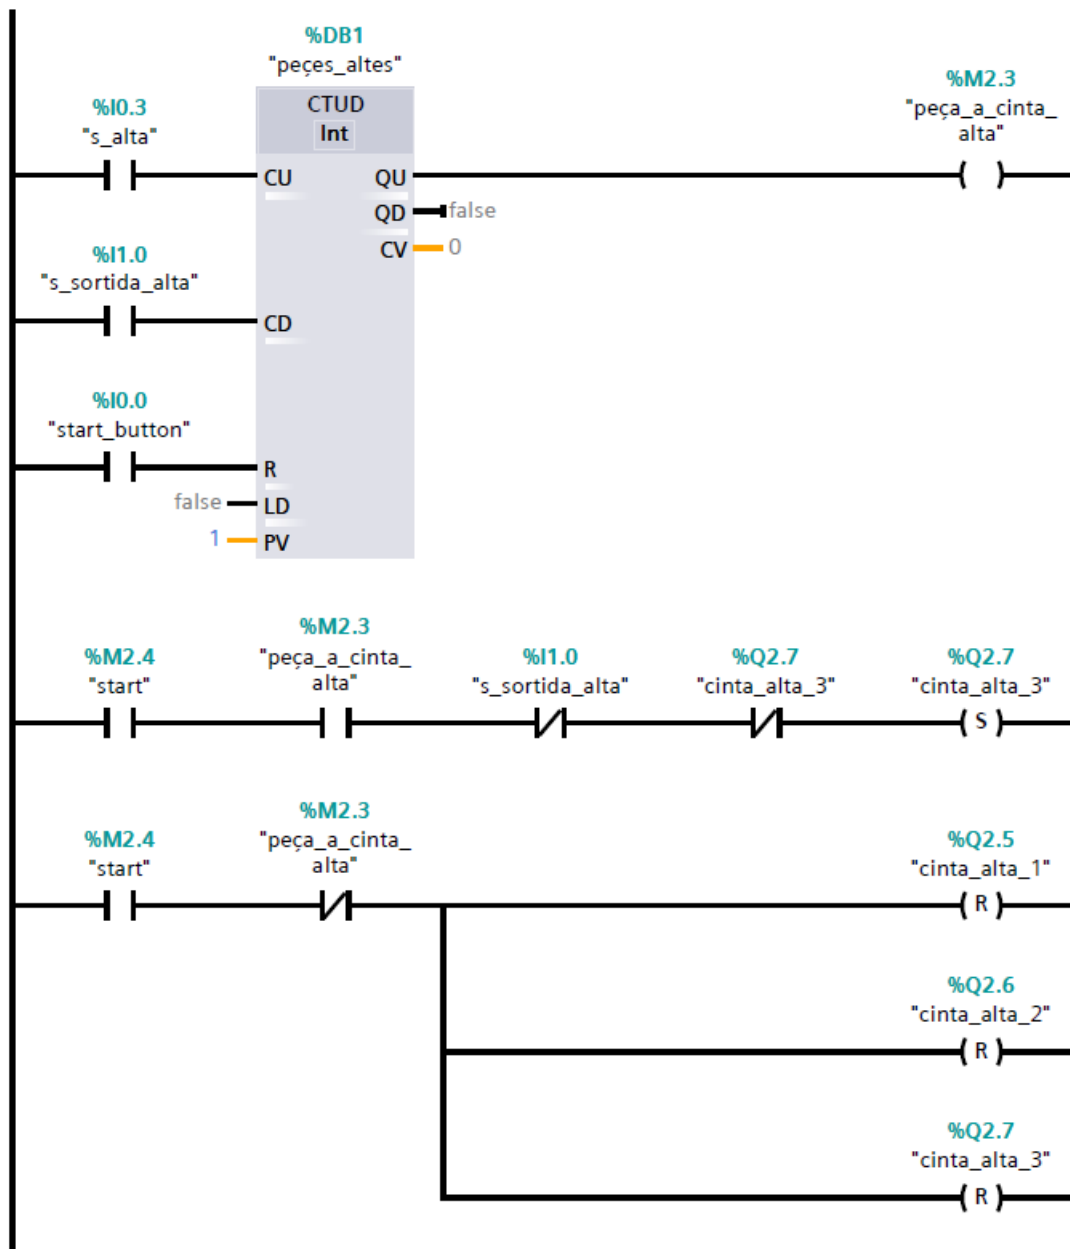 %DB1
"peçes_altes"
CTUD
Int
%I0.3
"s_alta"
CU
QU
%M2.3
"peça_a_cinta_
alta"
QD
false
CV
0
%I1.0
"s_sortida_alta"
CD
%I0.0
"start_button"
R
false
LD
1
PV
%M2.4
"start"
%M2.3
"peça_a_cinta_
alta"
%I1.0
"s_sortida_alta"
%Q2.7
"cinta_alta_3"
%Q2.7
"cinta_alta_3"
S
%M2.4
"start"
%M2.3
"peça_a_cinta_
alta"
%Q2.5
"cinta_alta_1"
R
%Q2.6
"cinta_alta_2"
R
%Q2.7
"cinta_alta_3"
R